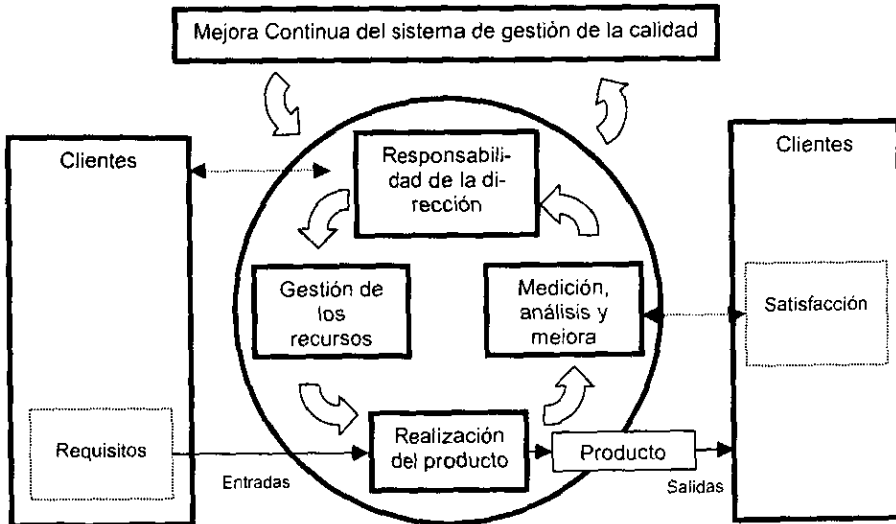 Mejora Continua del sistema de gestión de la calidad
Clientes
Responsabili-
dad de la di-
rección
Clientes
Gestión de
los
recursos
Medición,
análisis y
mejora
Satisfacción
Requisitos
Entradas
Realización
del producto
Producto
Salidas